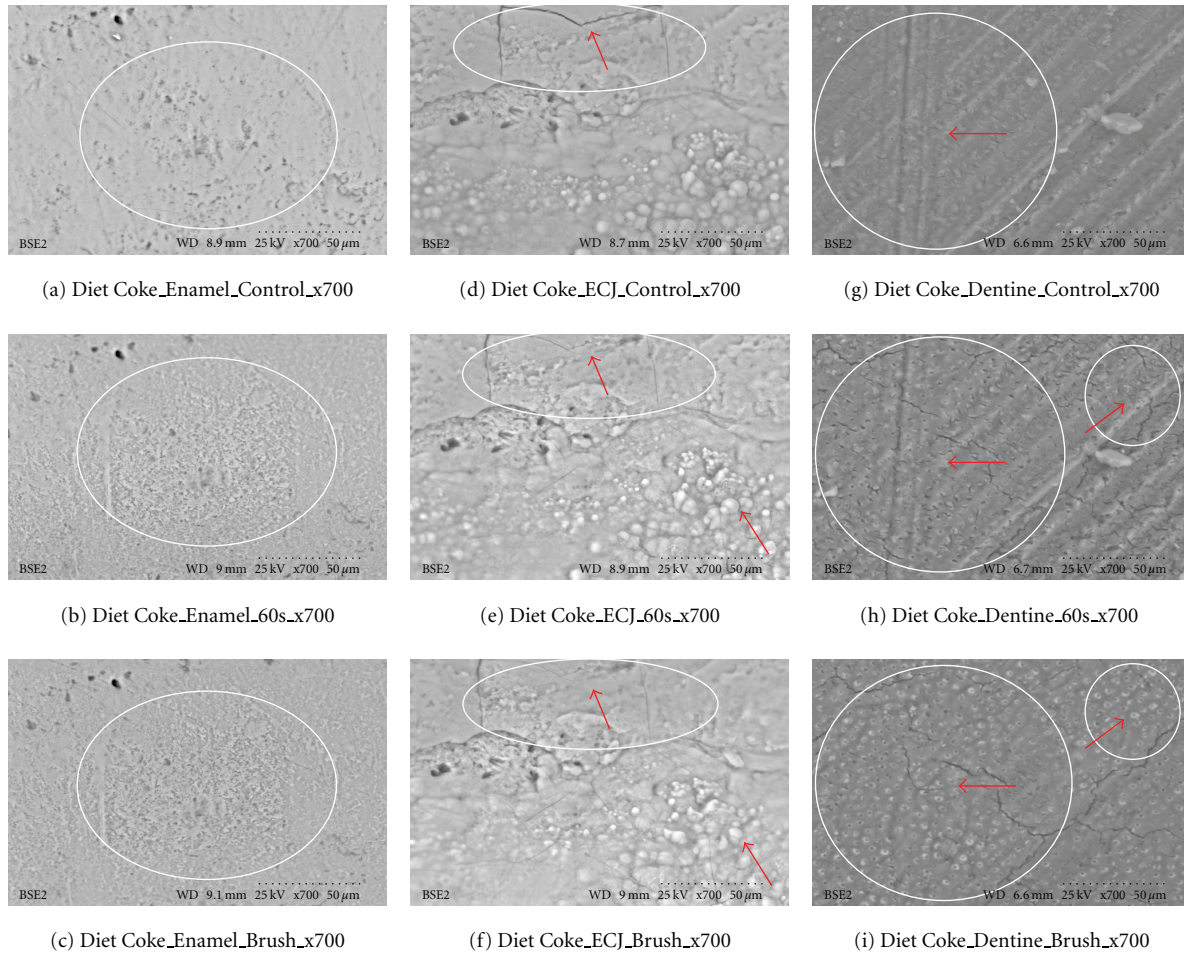 BSE2 WD 8.9 mm 25 kV x700 50 µm
BSE2 WD 8.7 mm 25 kV x700 50 µm
BSE2 WD 6.6 mm 25 kV x700 50 µm
(a) Diet Coke_Enamel_Control_x700
(d) Diet Coke_ECJ_Control_x700
(g) Diet Coke_Dentine_Control_x700
BSE2 WD 9 mm 25 kV x700 50 µm
BSE2 WD 8.9 mm 25 kV x700 50 µm
BSE2 WD 6.7 mm 25 kV x700 50 µm
(b) Diet Coke_Enamel_60s_x700
(e) Diet Coke_ECJ_60s_x700
(h) Diet Coke_Dentine_60s_x700
BSE2 WD 9.1 mm 25 kV x700 50 µm
BSE2 WD 9 mm 25 kV x700 50 µm
BSE2 WD 6.6 mm 25 kV x700 50 µm
(c) Diet Coke_Enamel_Brush_x700
(f) Diet Coke_ECJ_Brush_x700
(i) Diet Coke_Dentine_Brush_x700